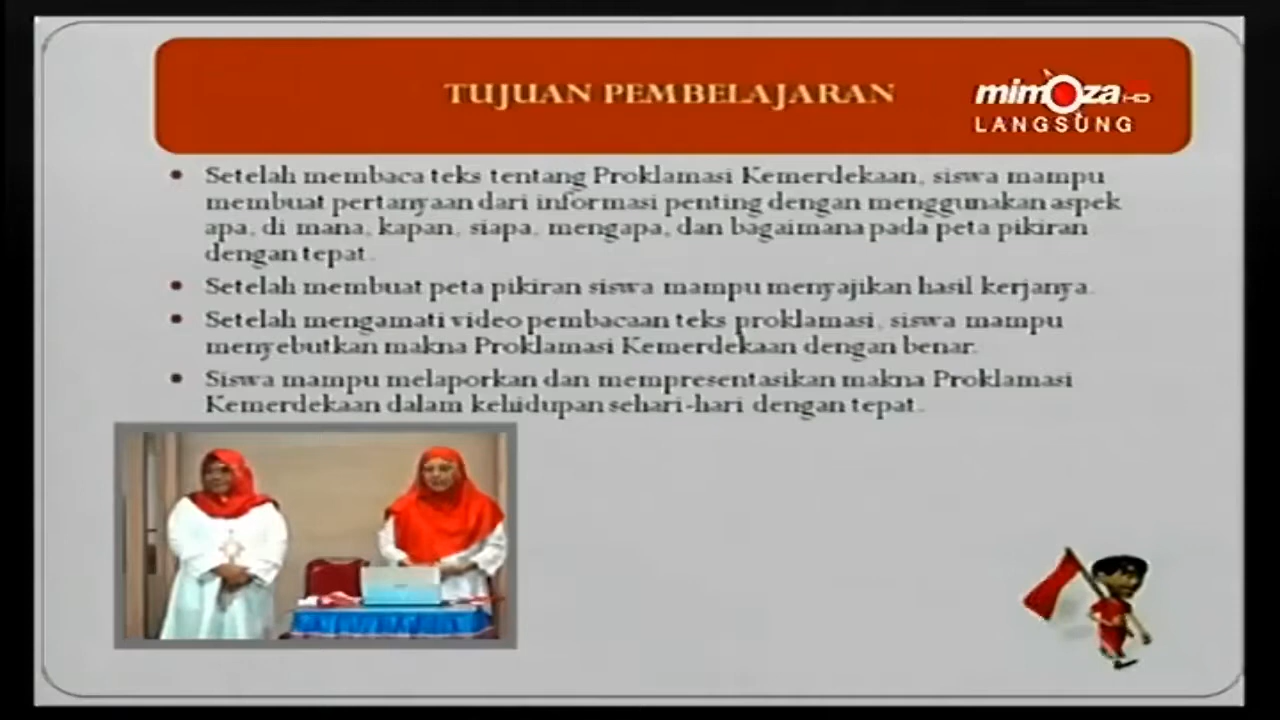 TUJUAN PEMBELAJARAN
mimoza HD
LANGSUNG
• Setelah membaca teks tentang Proklamasi Kemerdekaan, siswa mampu
membuat pertanyaan dari informasi penting dengan menggunakan aspek
apa, di mana, kapan, siapa, mengapa, dan bagaimana pada peta pikiran
dengan tepat.
• Setelah membuat peta pikiran siswa mampu menyajikan hasil kerjanya.
• Setelah mengamati video pembacaan teks proklamasi, siswa mampu
menyebutkan makna Proklamasi Kemerdekaan dengan benar.
• Siswa mampu melaporkan dan mempresentasikan makna Proklamasi
Kemerdekaan dalam kehidupan sehari-hari dengan tepat.